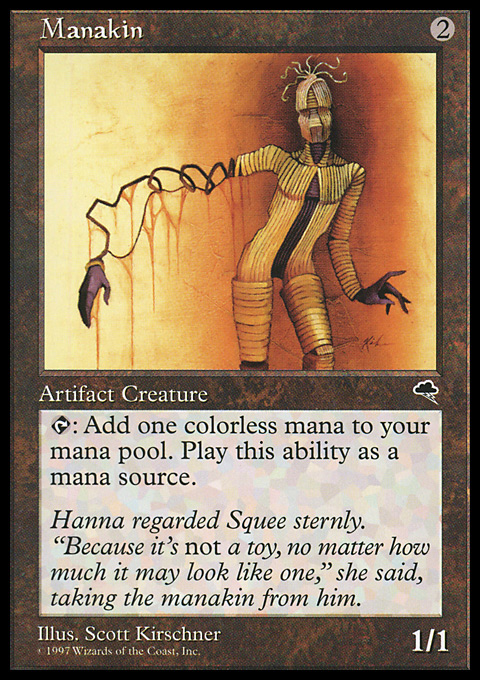 Manakin 2
Artifact Creature
: Add one colorless mana to your
mana pool. Play this ability as a
mana source.
Hanna regarded Squee sternly.
“Because it’s not a toy, no matter how
much it may look like one,” she said,
taking the manakin from him.
Illus. Scott Kirschner
©1997 Wizards of the Coast, Inc.
1/1